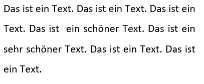 Das ist ein Text. Das ist ein Text. Das ist ein
Text. Das ist ein schöner Text. Das ist ein
sehr schöner Text. Das ist ein Text. Das ist
ein Text.